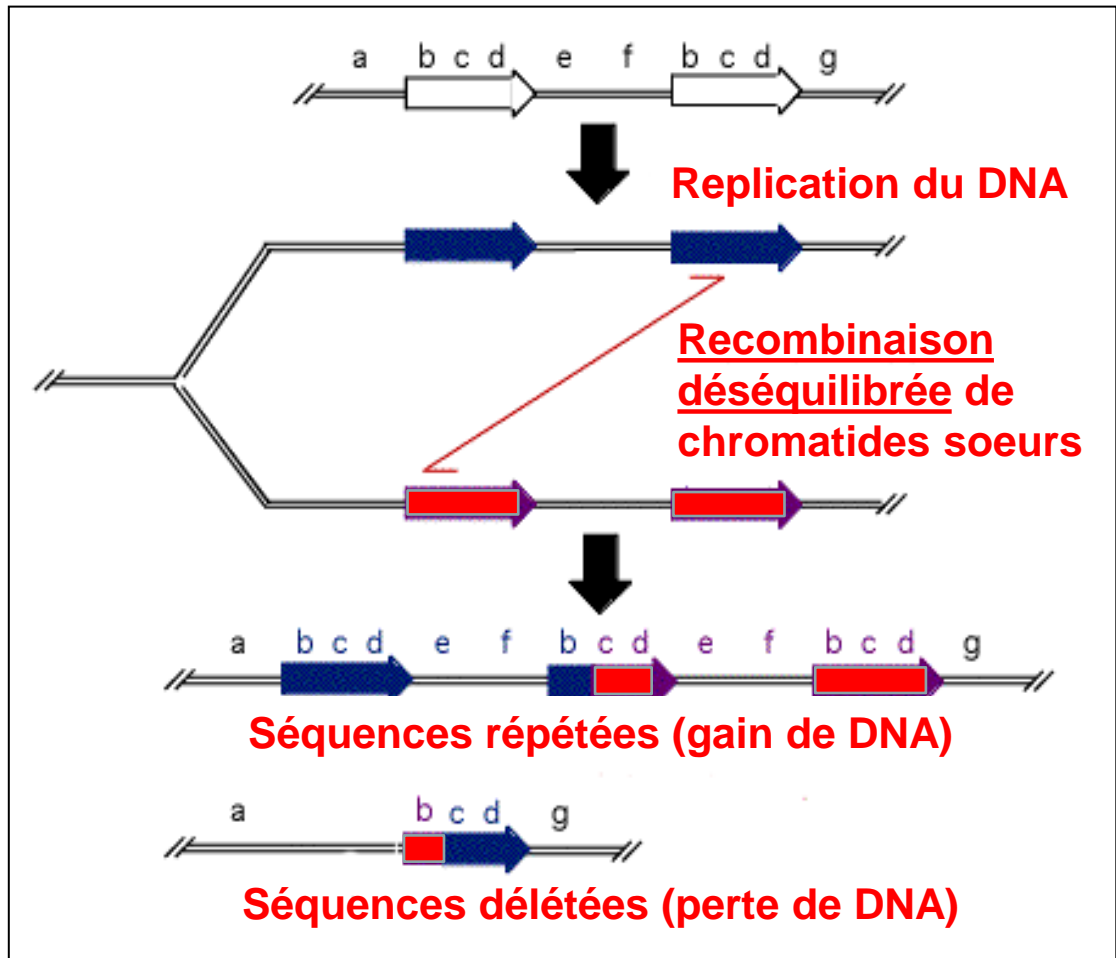 a b c d e f b c d g
Replication du DNA
Recombinaison
déséquilibrée de
chromatides soeurs
a b c d e f b c d e f b c d g
Séquences répétées (gain de DNA)
a b c d g
Séquences délétées (perte de DNA)